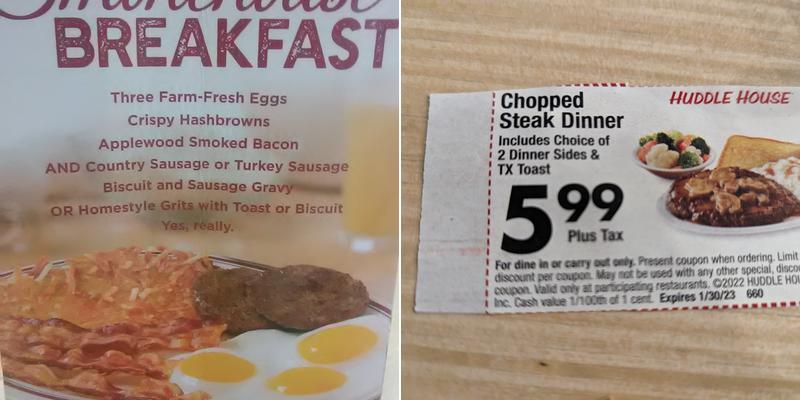 Smokehouse
BREAKFAST
Three Farm-Fresh Eggs
Crispy Hashbrowns
Applewood Smoked Bacon
AND Country Sausage or Turkey Sausage
Biscuit and Sausage Gravy
OR Homestyle Grits with Toast or Biscuit
Yes, really.
Chopped
Steak Dinner
HUDDLE HOUSE
Includes Choice of
2 Dinner Sides &
TX Toast
5 99
Plus Tax
For dine in or carry out only. Present coupon when ordering. Limit
discount per coupon. May not be used with any other special,
coupon. Valid only at participating restaurants. ©2022 HUDDLE
Inc. Cash value 1/100th of 1 cent. Expires 1/30/23 660